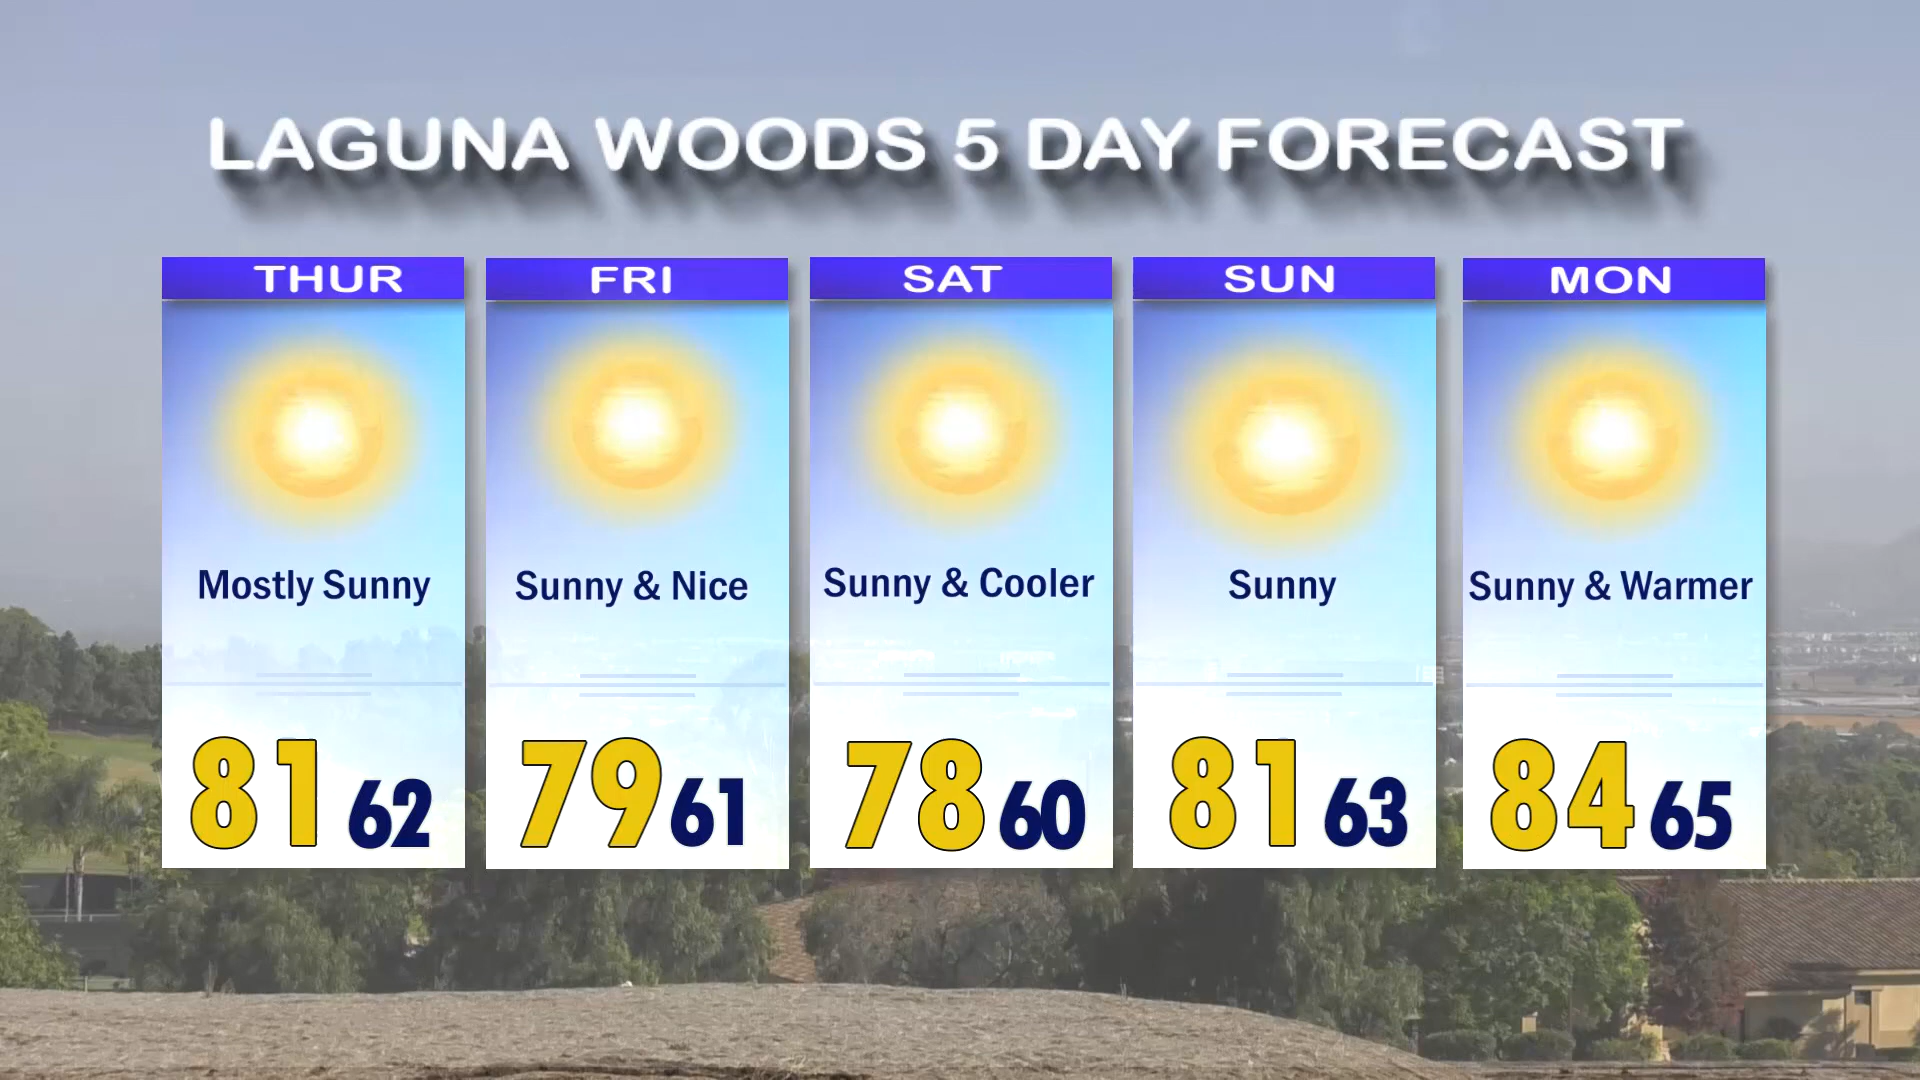 LAGUNA WOODS 5 DAY FORECAST
THUR
Mostly Sunny
81 62
FRI
Sunny & Nice
79 61
SAT
Sunny & Cooler
78 60
SUN
Sunny
81 63
MON
Sunny & Warmer
84 65